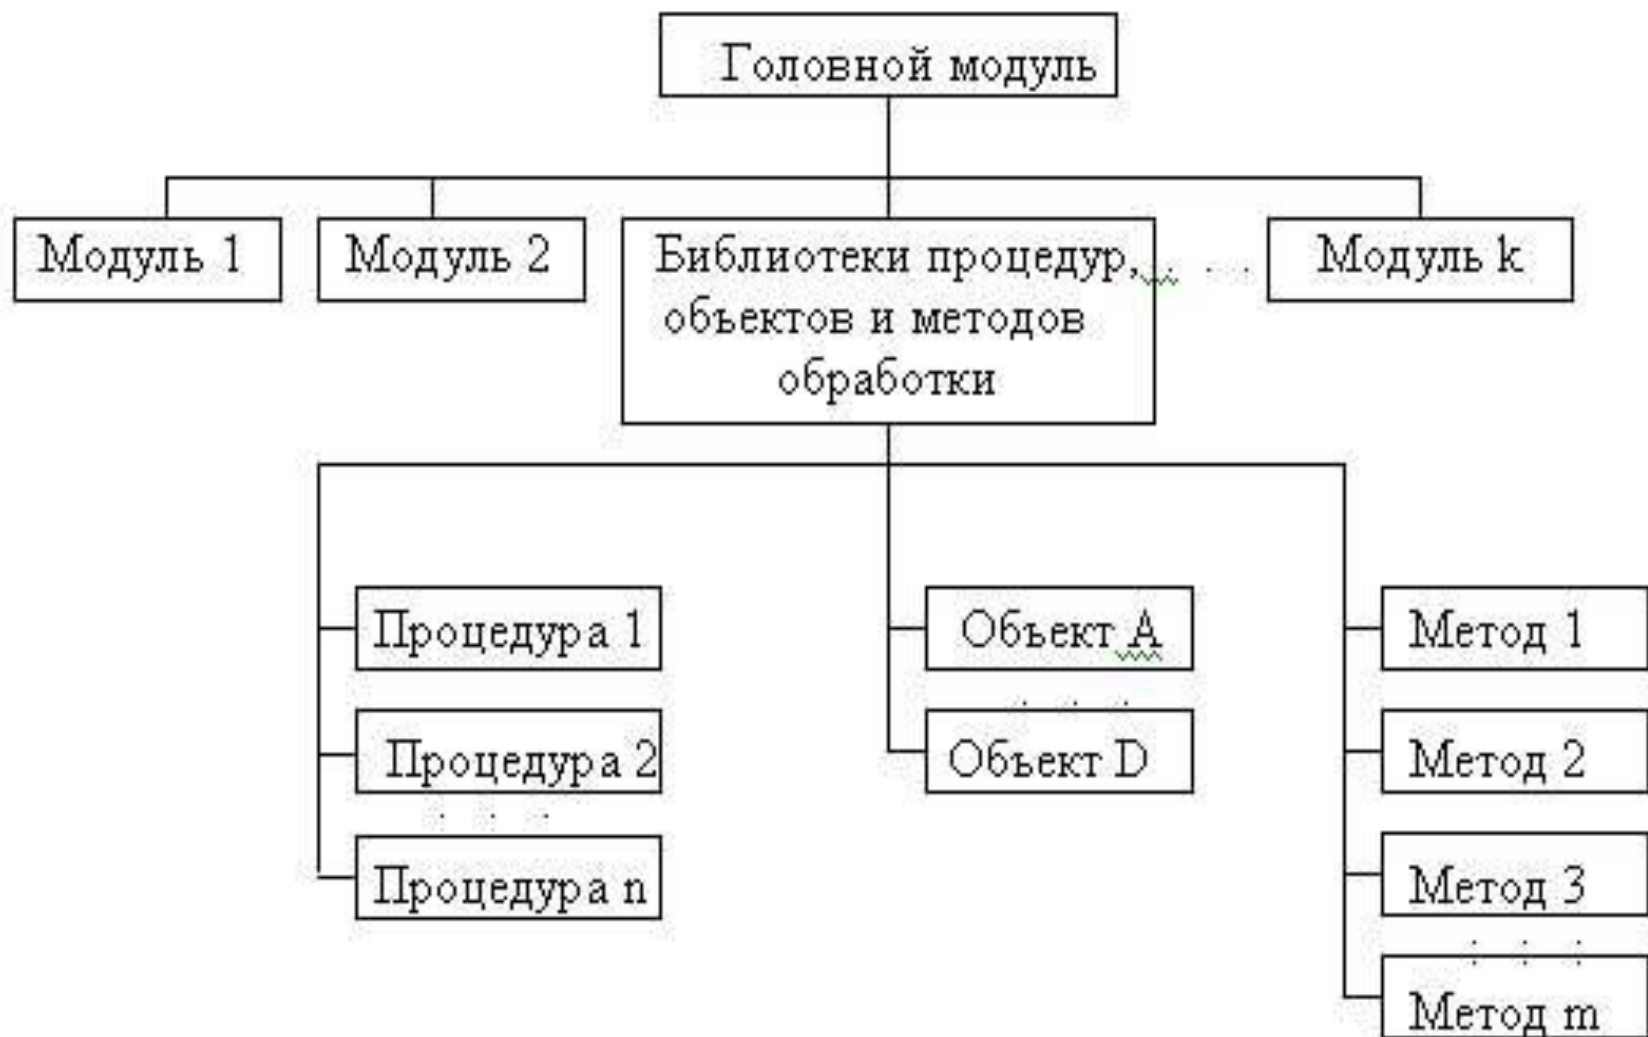 Головной модуль
Модуль 1
Модуль 2
Библиотеки процедур,
объектов и методов
обработки
. . .
Модуль k
Процедура 1
Процедура 2
. . .
Процедура n
Объект А
. . .
Объект D
Метод 1
Метод 2
Метод 3
. . .
Метод m